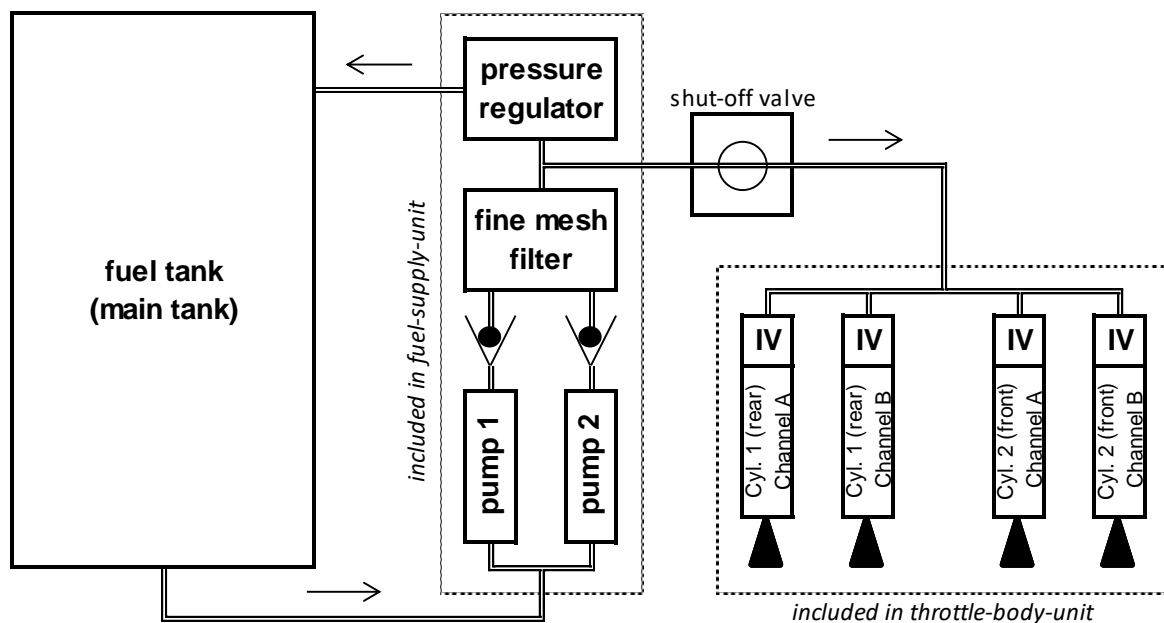 pressure
regulator
shut-off valve
fine mesh
filter
included in fuel-supply-unit
fuel tank
(main tank)
pump 1
pump 2
IV
IV
IV
IV
Cyl. 1 (rear)
Channel A
Cyl. 1 (rear)
Channel B
Cyl. 2 (front)
Channel A
Cyl. 2 (front)
Channel B
included in throttle-body-unit